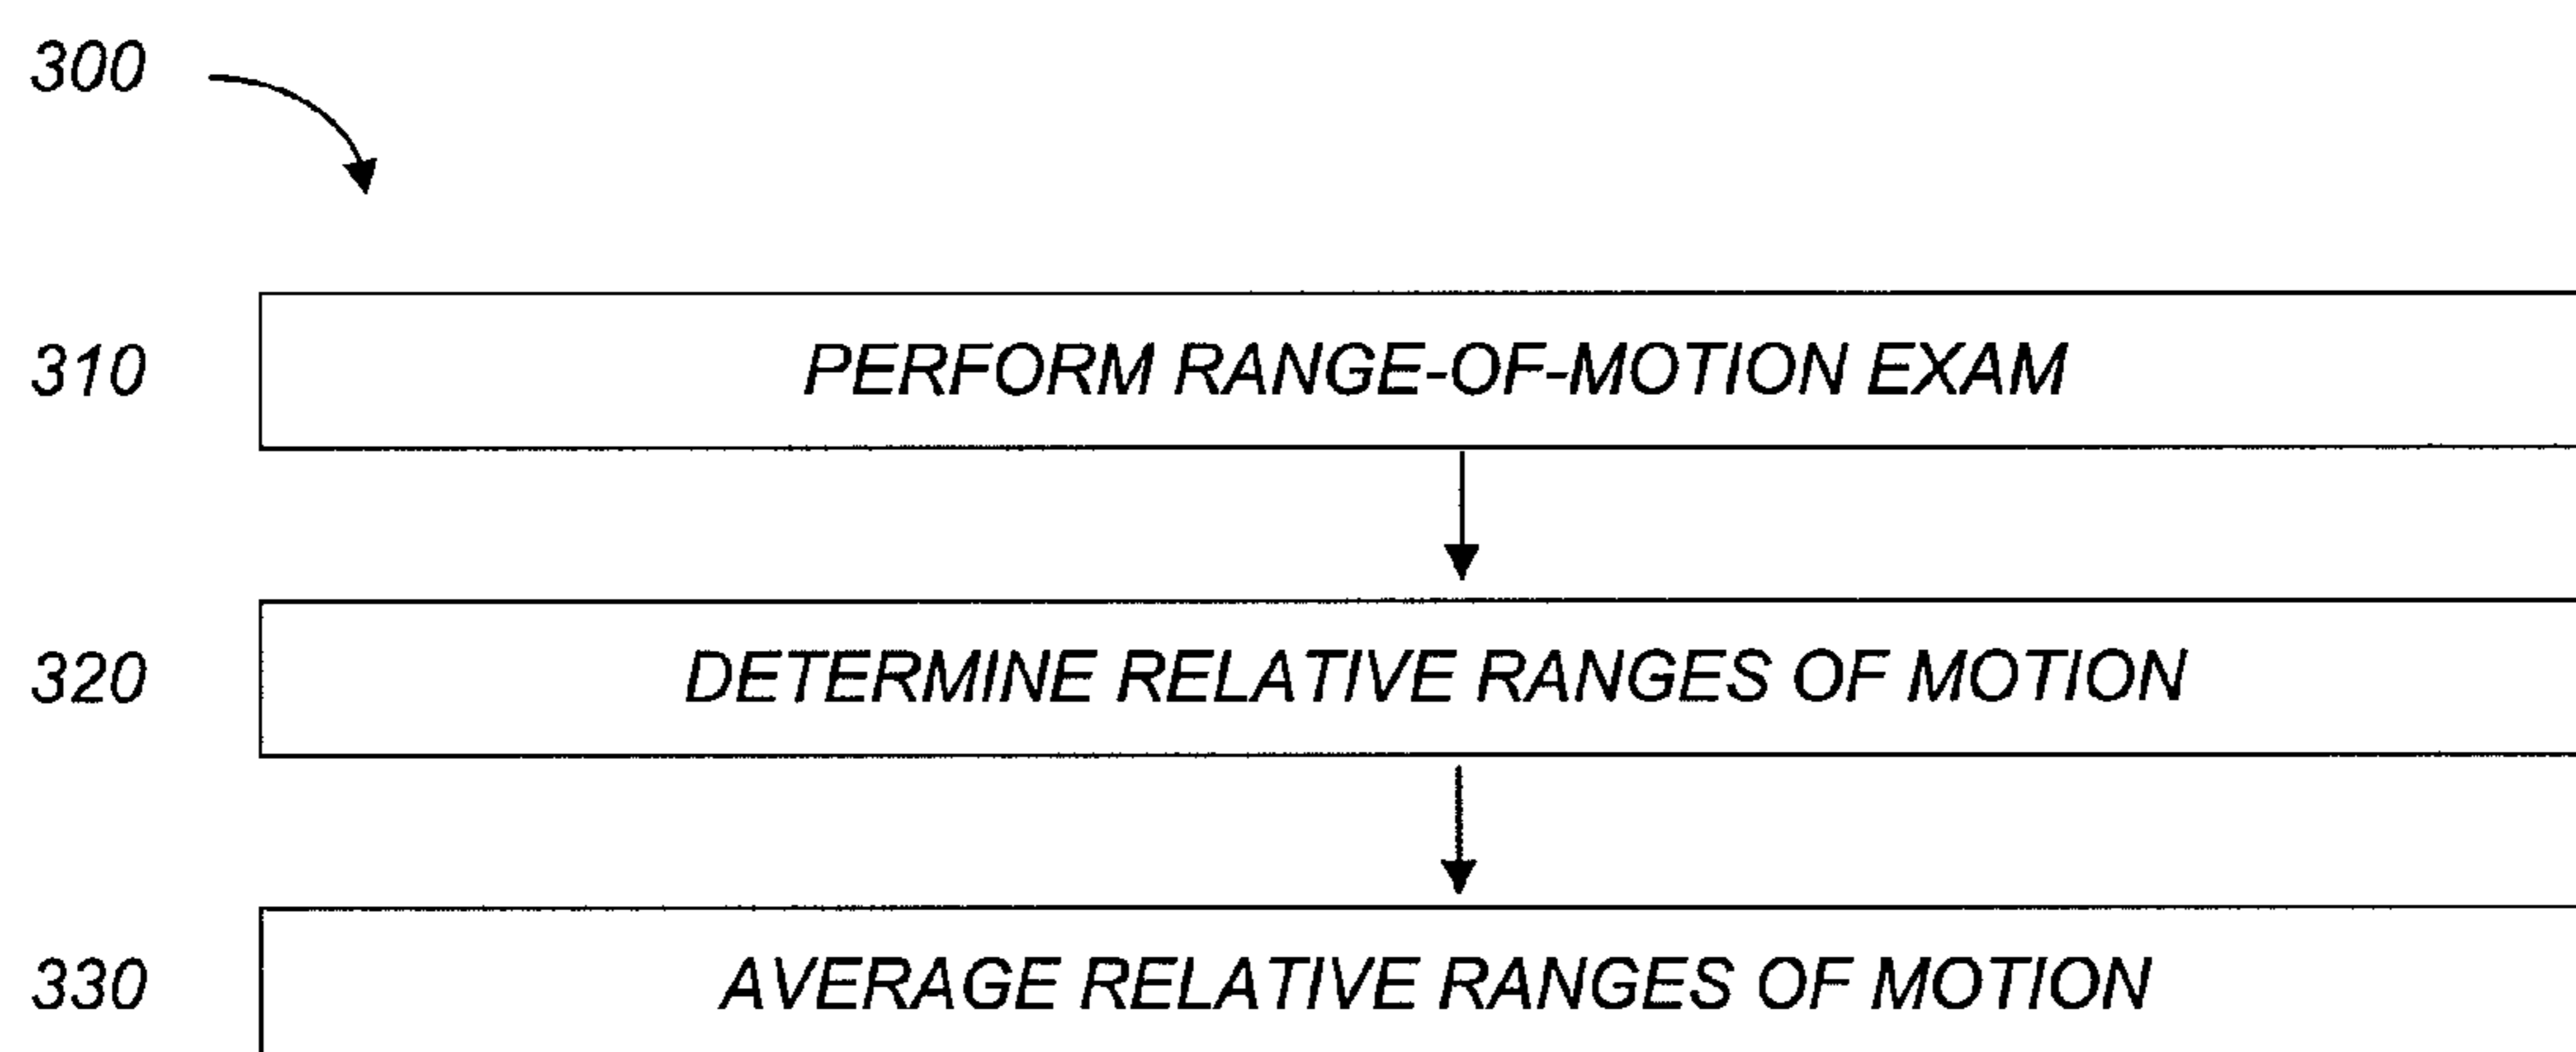 300
310 PERFORM RANGE-OF-MOTION EXAM
320 DETERMINE RELATIVE RANGES OF MOTION
330 AVERAGE RELATIVE RANGES OF MOTION